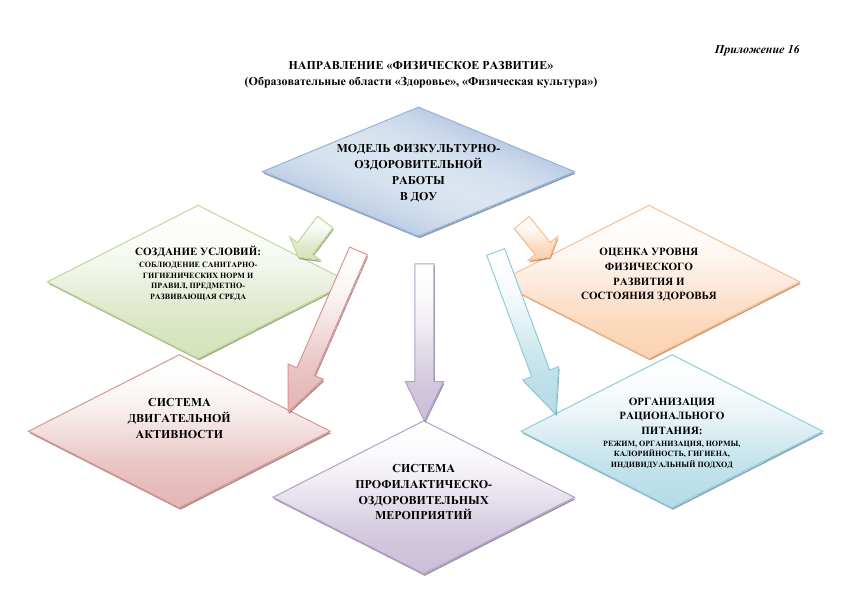 Приложение 16
НАПРАВЛЕНИЕ «ФИЗИЧЕСКОЕ РАЗВИТИЕ»
(Образовательные области «Здоровье», «Физическая культура»)
МОДЕЛЬ ФИЗКУЛЬТУРНО-
ОЗДОРОВИТЕЛЬНОЙ
РАБОТЫ
В ДОУ
СОЗДАНИЕ УСЛОВИЙ:
СОБЛЮДЕНИЕ САНИТАРНО-
ГИГИЕНИЧЕСКИХ НОРМ И
ПРАВИЛ, ПРЕДМЕТНО-
РАЗВИВАЮЩАЯ СРЕДА
ОЦЕНКА УРОВНЯ
ФИЗИЧЕСКОГО
РАЗВИТИЯ И
СОСТОЯНИЯ ЗДОРОВЬЯ
СИСТЕМА
ДВИГАТЕЛЬНОЙ
АКТИВНОСТИ
ОРГАНИЗАЦИЯ
РАЦИОНАЛЬНОГО
ПИТАНИЯ:
РЕЖИМ, ОРГАНИЗАЦИЯ, НОРМЫ,
КАЛОРИЙНОСТЬ, ГИГИЕНА,
ИНДИВИДУАЛЬНЫЙ ПОДХОД
СИСТЕМА
ПРОФИЛАКТИЧЕСКО-
ОЗДОРОВИТЕЛЬНЫХ
МЕРОПРИЯТИЙ